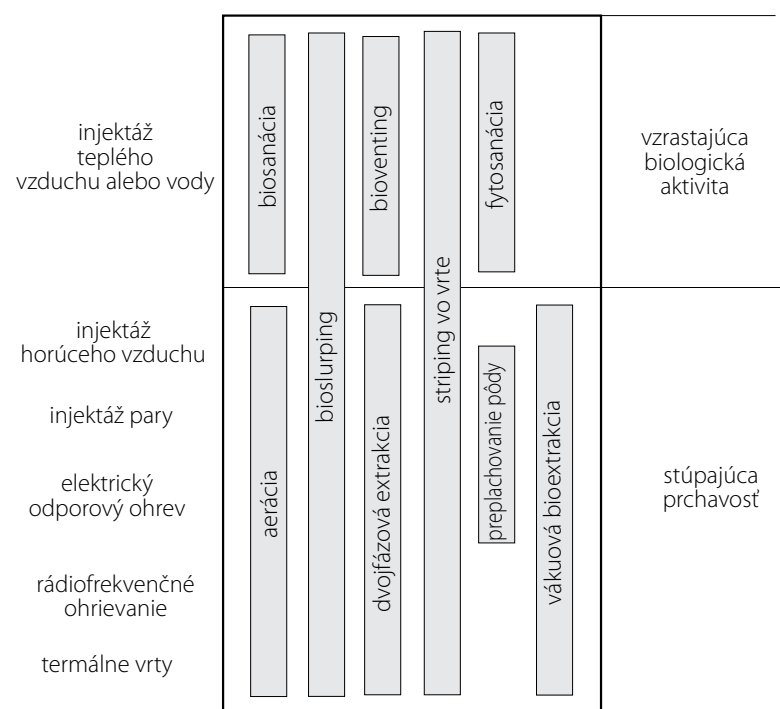 injektáž
teplého
vzduchu alebo vody
biosanácia
bioslurping
bioventing
striping vo vrte
fytosanácia
vzrastajúca
biologická
aktivita
injektáž
horúceho vzduchu
injektáž pary
elektrický
odporový ohrev
rádiofrekvenčné
ohrievanie
termálne vrty
aerácia
dvojfázová extrakcia
preplachovanie pôdy
vákuová bioextrakcia
stúpajúca
prchavosť